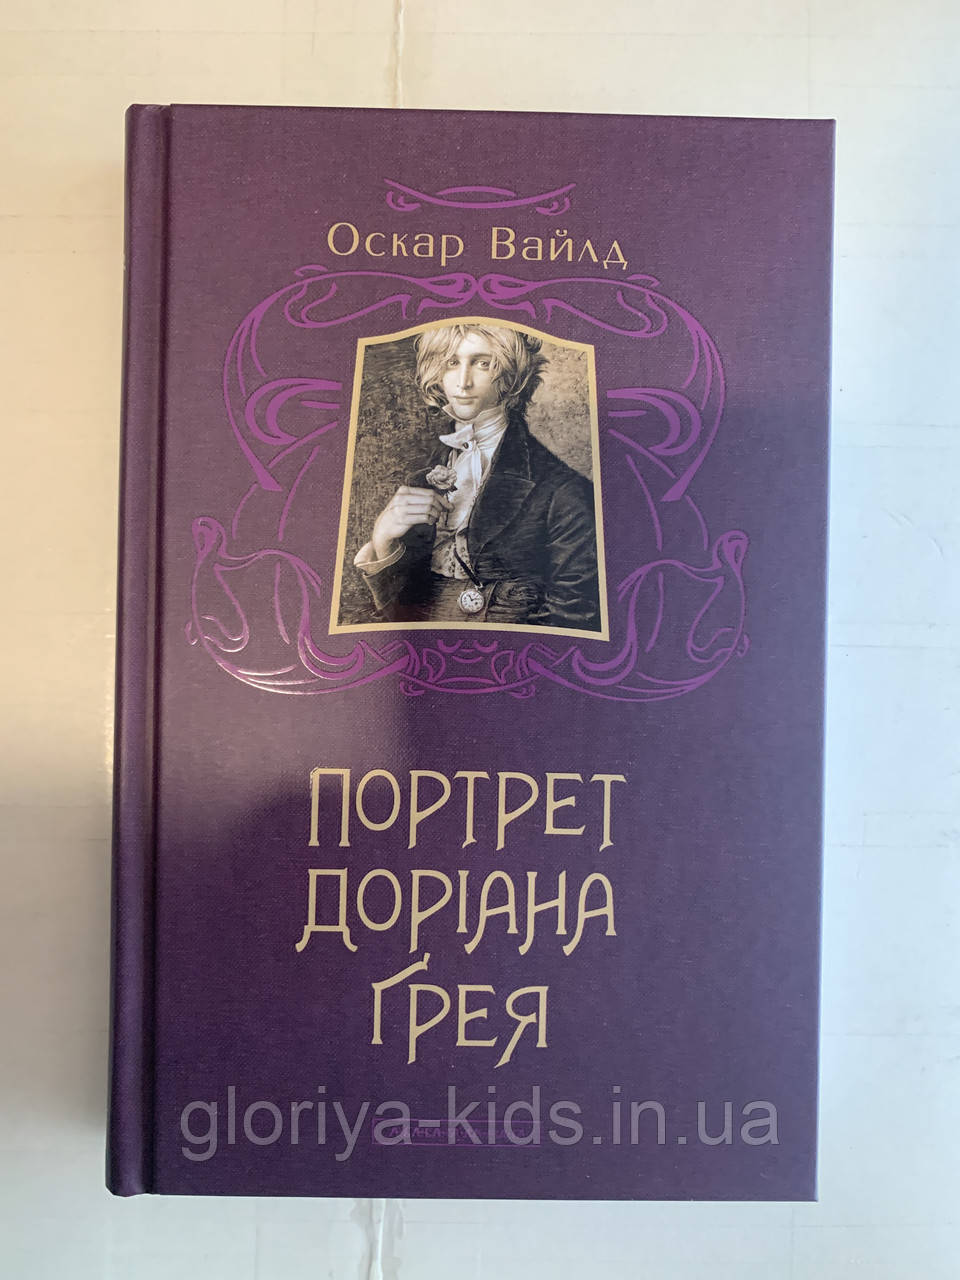 Оскар Вайлд
ПОРТРЕТ
ДОРІАНА
ҐРЕЯ
gloriya-kids.in.ua